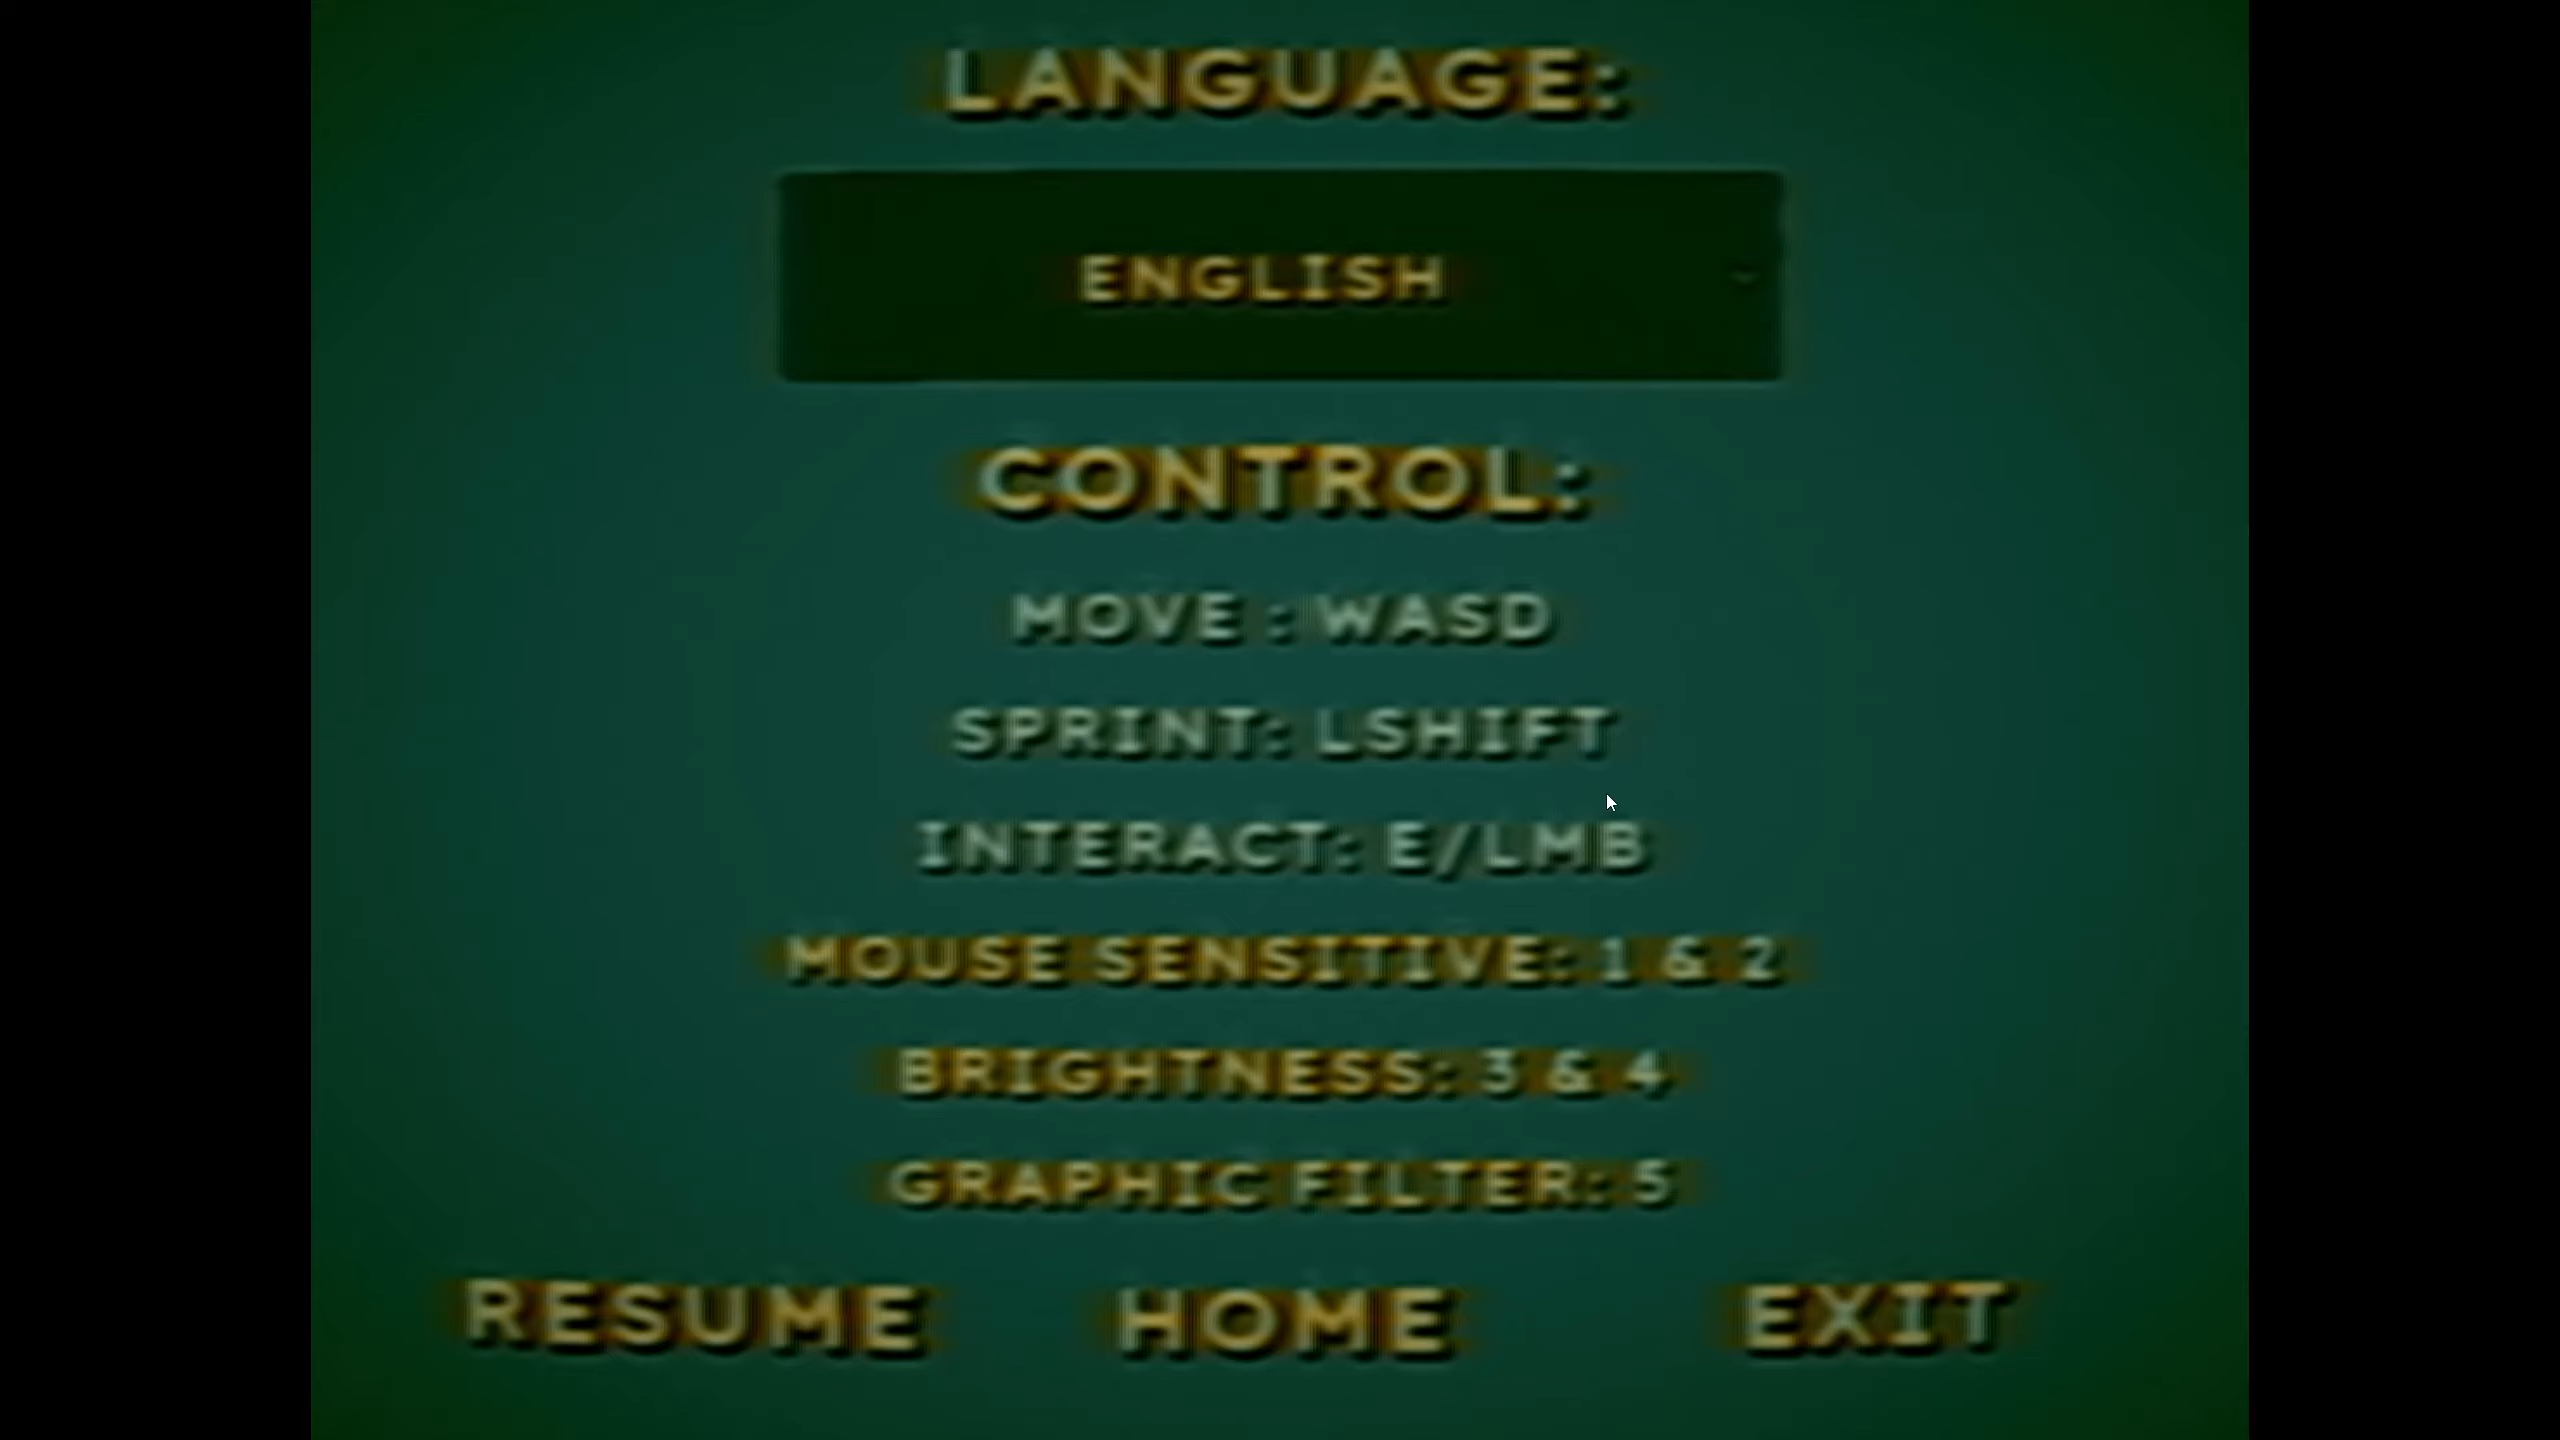 LANGUAGE:
ENGLISH
CONTROL:
MOVE : WASD
SPRINT: LSHIFT
INTERACT: E/LMB
MOUSE SENSITIVE: 1 & 2
BRIGHTNESS: 3 & 4
GRAPHIC FILTER: 5
RESUME HOME EXIT